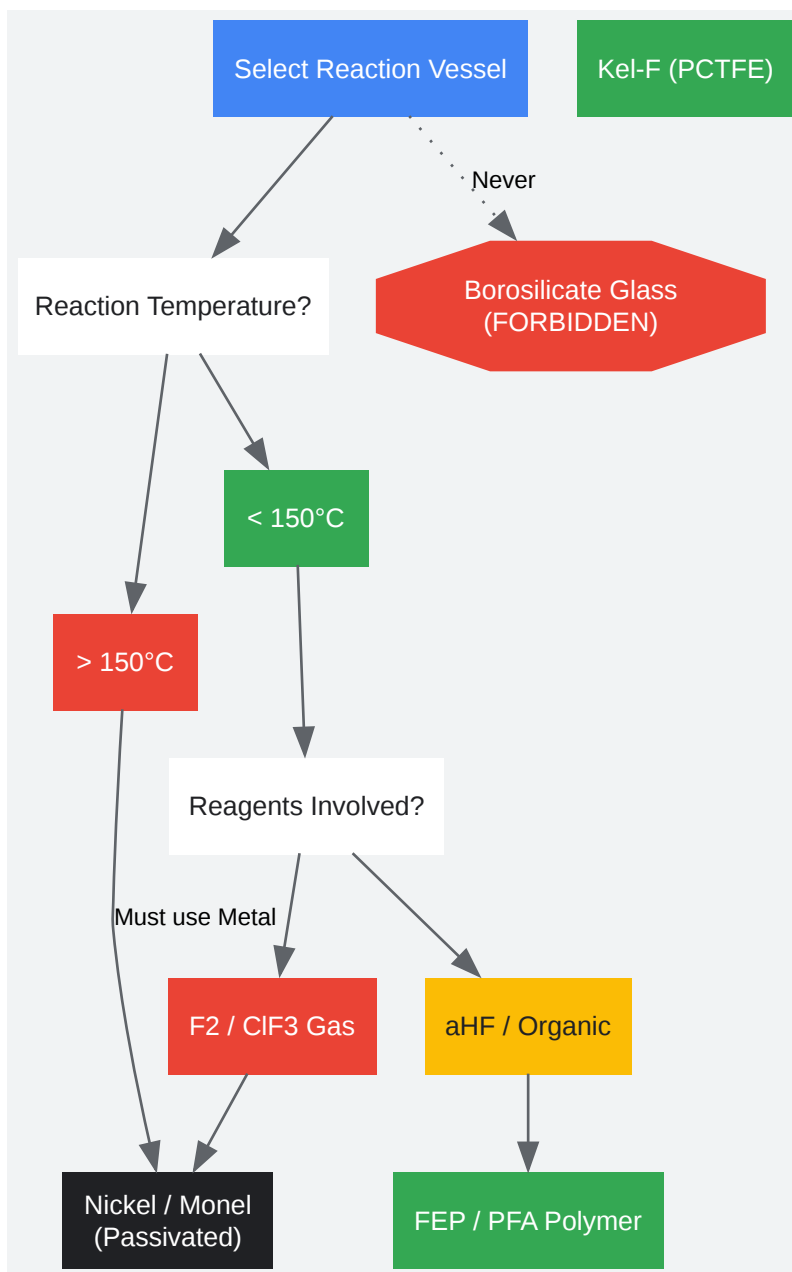 Select Reaction Vessel
Kel-F (PCTFE)
Never
Reaction Temperature?
Borosilicate Glass
(FORBIDDEN)
< 150°C
> 150°C
Reagents Involved?
Must use Metal
F2 / ClF3 Gas
aHF / Organic
Nickel / Monel
(Passivated)
FEP / PFA Polymer